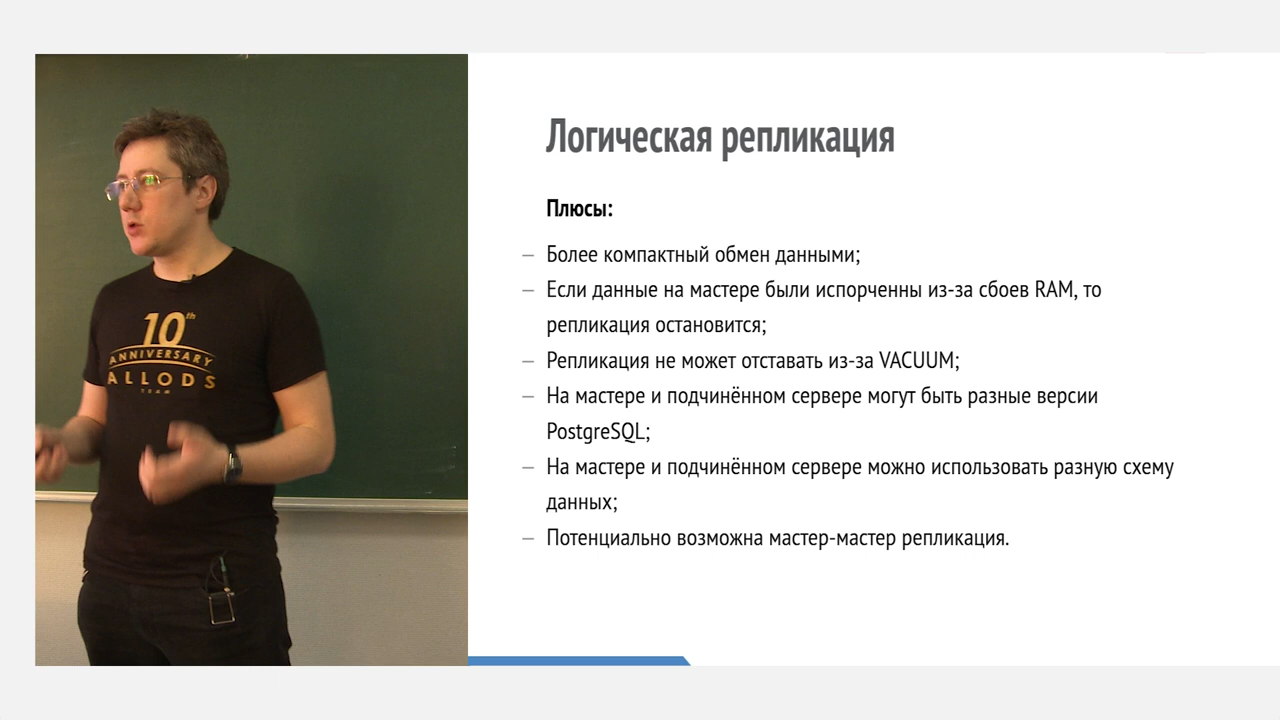 10th
ANNIVERSARY
ALLODS
TEAM
Логическая репликация
Плюсы:
– Более компактный обмен данными;
– Если данные на мастере были испорченны из-за сбоев RAM, то
репликация остановится;
– Репликация не может отставать из-за VACUUM;
– На мастере и подчинённом сервере могут быть разные версии
PostgreSQL;
– На мастере и подчинённом сервере можно использовать разную схему
данных;
– Потенциально возможна мастер-мастер репликация.